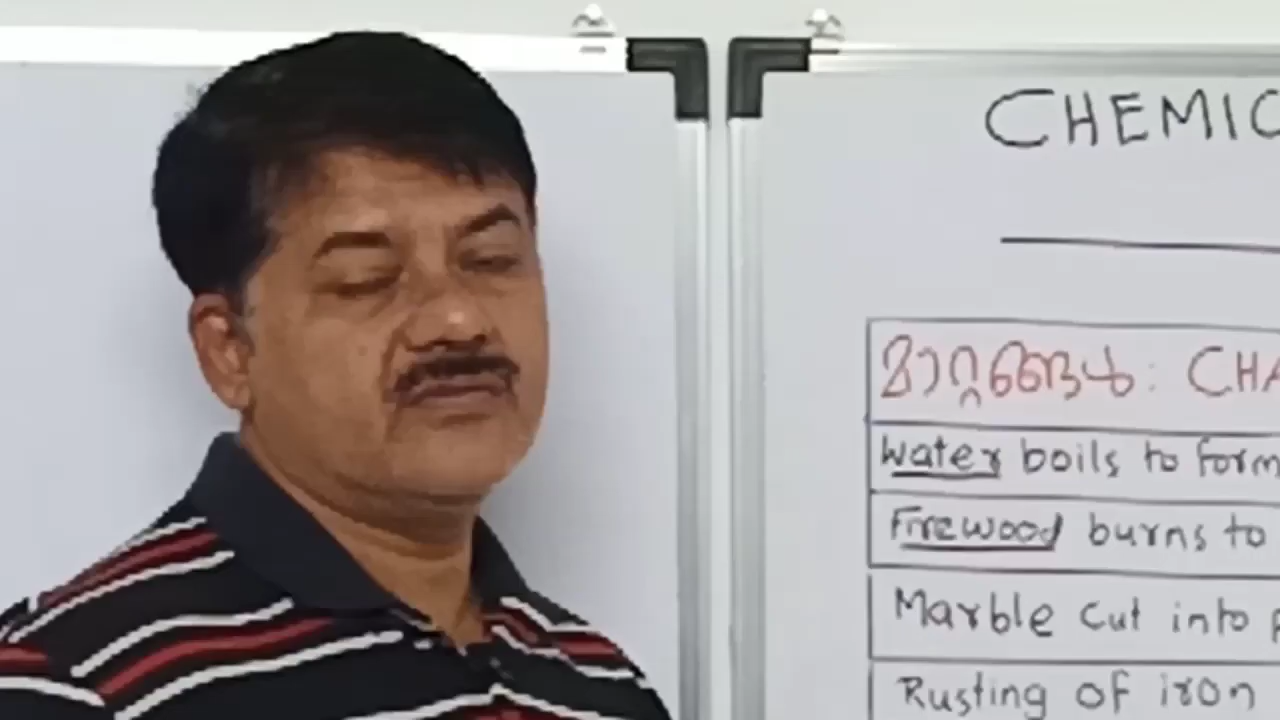 CHEMIC
മാറ്റങ്ങൾ: CHA
Water boils to form
Firewood burns to
Marble cut into p
Rusting of iron